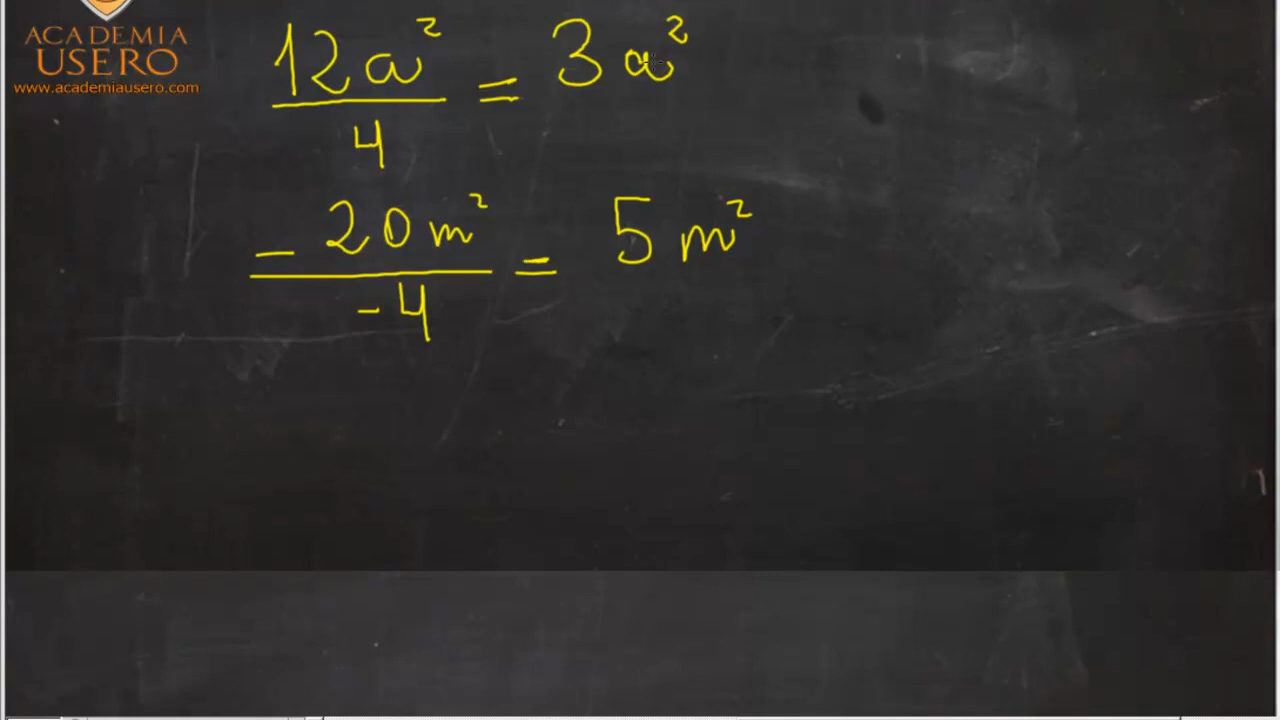 ACADEMIA
USERO
www.academiausero.com
12a² = 3a²
4
- 20m² = 5m²
-4